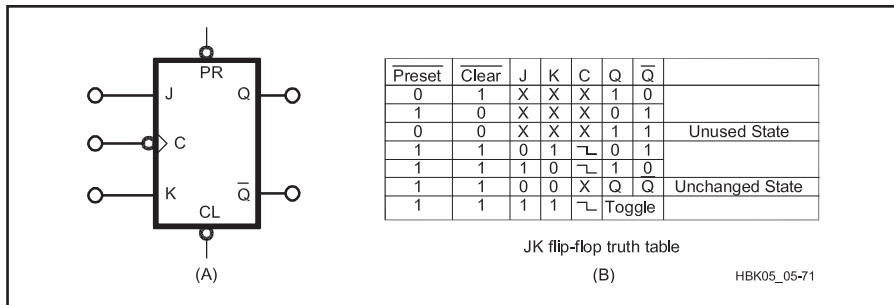 PR
J
Q
C
K
Q̅
CL
(A)
P̅r̅e̅s̅e̅t̅ C̅l̅e̅a̅r̅ J K C Q Q̅
0 1 X X X 1 0
1 0 X X X 0 1
0 0 X X X 1 1 Unused State
1 1 0 1 0 1
1 1 1 0 1 0
1 1 0 0 X Q Q̅ Unchanged State
1 1 1 1 Toggle
JK flip-flop truth table
(B)
HBK05_05-71